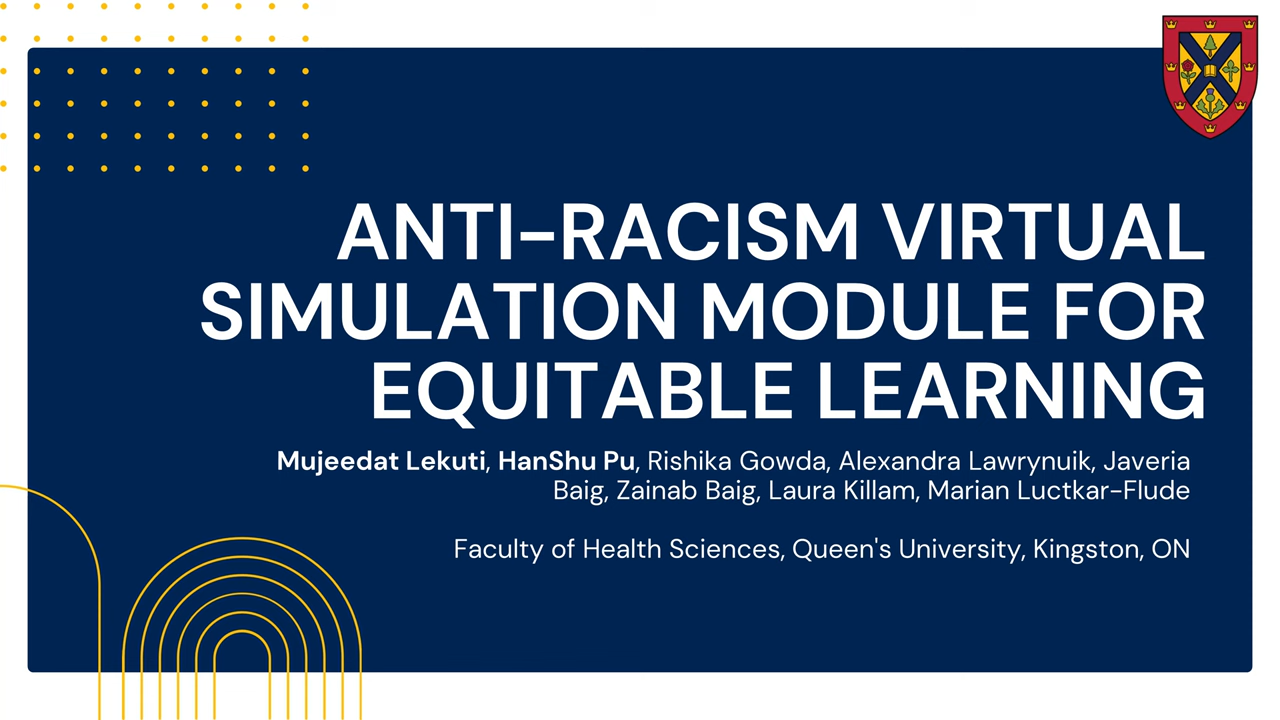 ANTI-RACISM VIRTUAL
SIMULATION MODULE FOR
EQUITABLE LEARNING
Mujeedat Lekuti, HanShu Pu, Rishika Gowda, Alexandra Lawrynuik, Javeria
Baig, Zainab Baig, Laura Killam, Marian Luctkar-Flude
Faculty of Health Sciences, Queen's University, Kingston, ON